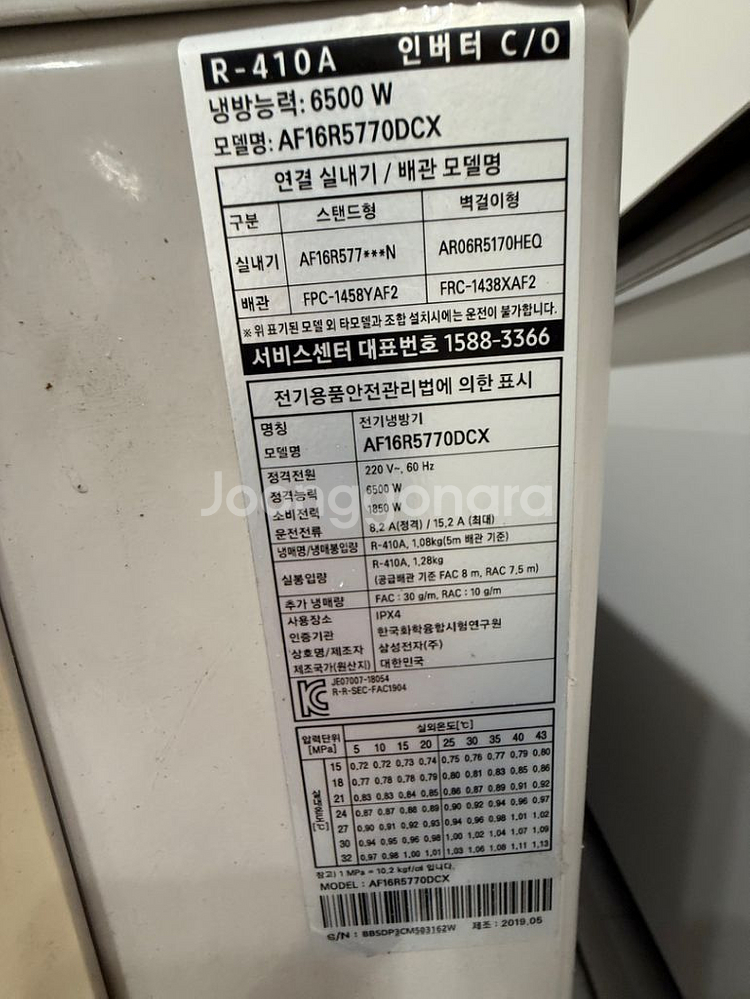 R-410A 인버터 C/O
냉방능력: 6500 W
모델명: AF16R5770DCX
연결 실내기 / 배관 모델명
구분 스탠드형 벽걸이형
실내기 AF16R577***N AR06R5170HEQ
배관 FPC-1458YAF2 FRC-1438XAF2
※ 위 표기된 모델 외 타모델과 조합 설치시에는 운전이 불가합니다.
서비스센터 대표번호 1588-3366
전기용품안전관리법에 의한 표시
명칭 전기냉방기
모델명 AF16R5770DCX
정격전원 220 V~, 60 Hz
정격능력 6500 W
소비전력 1850 W
운전전류 8,2 A(정격) / 15,2 A (최대)
냉매명/냉매봉입량 R-410A, 1,08kg(5m 배관 기준)
실봉입량 R-410A, 1,28kg
(공급배관 기준 FAC 8 m, RAC 7,5 m)
추가 냉매량 FAC : 30 g/m, RAC : 10 g/m
사용장소 IPX4
인증기관 한국화학융합시험연구원
상호명/제조자 삼성전자(주)
제조국가(원산지) 대한민국
JE07007-18054
R-R-SEC-FAC1904
압력단위 [MPa] 실외온도[℃]
5 10 15 20 25 30 35 40 43
실내온도[℃]
15 0,72 0,72 0,73 0,74 0,75 0,76 0,77 0,79 0,80
18 0,77 0,78 0,78 0,79 0,80 0,81 0,83 0,85 0,86
21 0,83 0,83 0,84 0,85 0,86 0,87 0,89 0,91 0,92
24 0,87 0,87 0,88 0,89 0,90 0,92 0,94 0,96 0,97
27 0,90 0,91 0,92 0,93 0,94 0,96 0,98 1,01 1,02
30 0,94 0,95 0,96 0,98 1,00 1,02 1,04 1,07 1,09
32 0,97 0,98 1,00 1,01 1,03 1,06 1,08 1,11 1,13
참고) 1 MPa = 10,2 kgf/㎠ 입니다.
MODEL : AF16R5770DCX
S/N : BBSDP3CM503162W 제조 : 2019.05
Joongonara